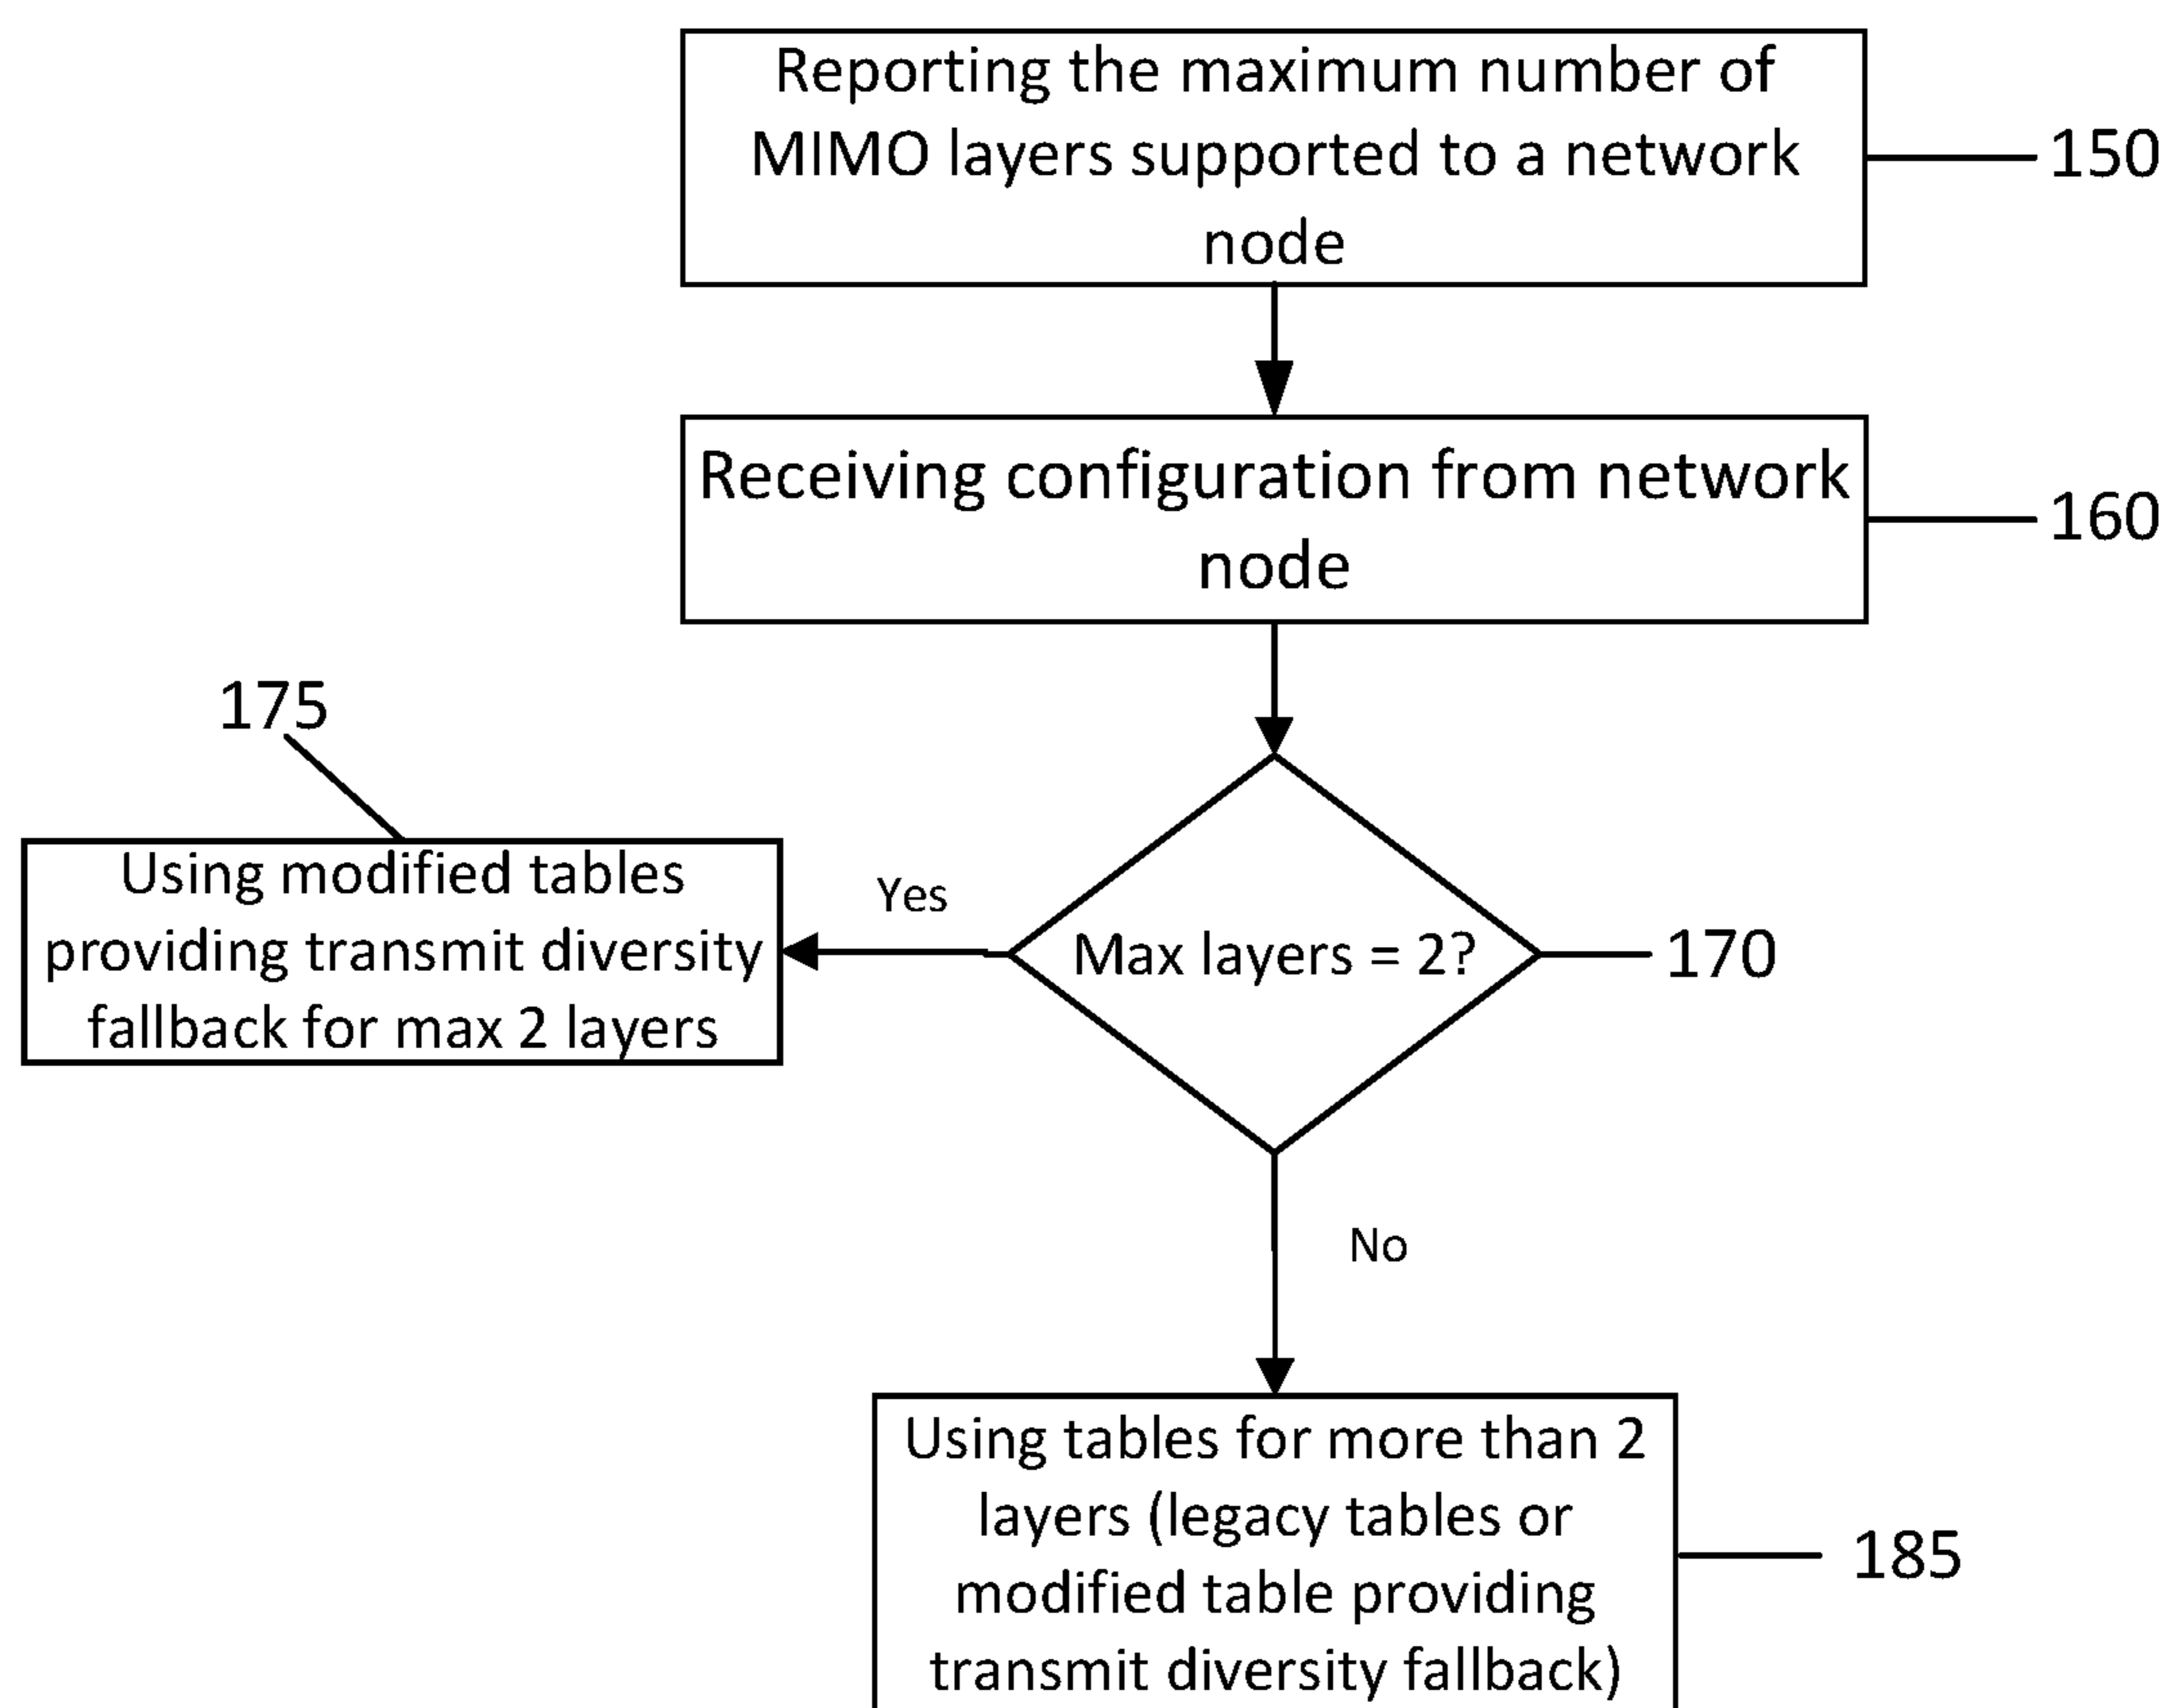 Reporting the maximum number of
MIMO layers supported to a network
node
150
Receiving configuration from network
node
160
175
Using modified tables
providing transmit diversity
fallback for max 2 layers
Yes
Max layers = 2?
170
No
Using tables for more than 2
layers (legacy tables or
modified table providing
transmit diversity fallback)
185